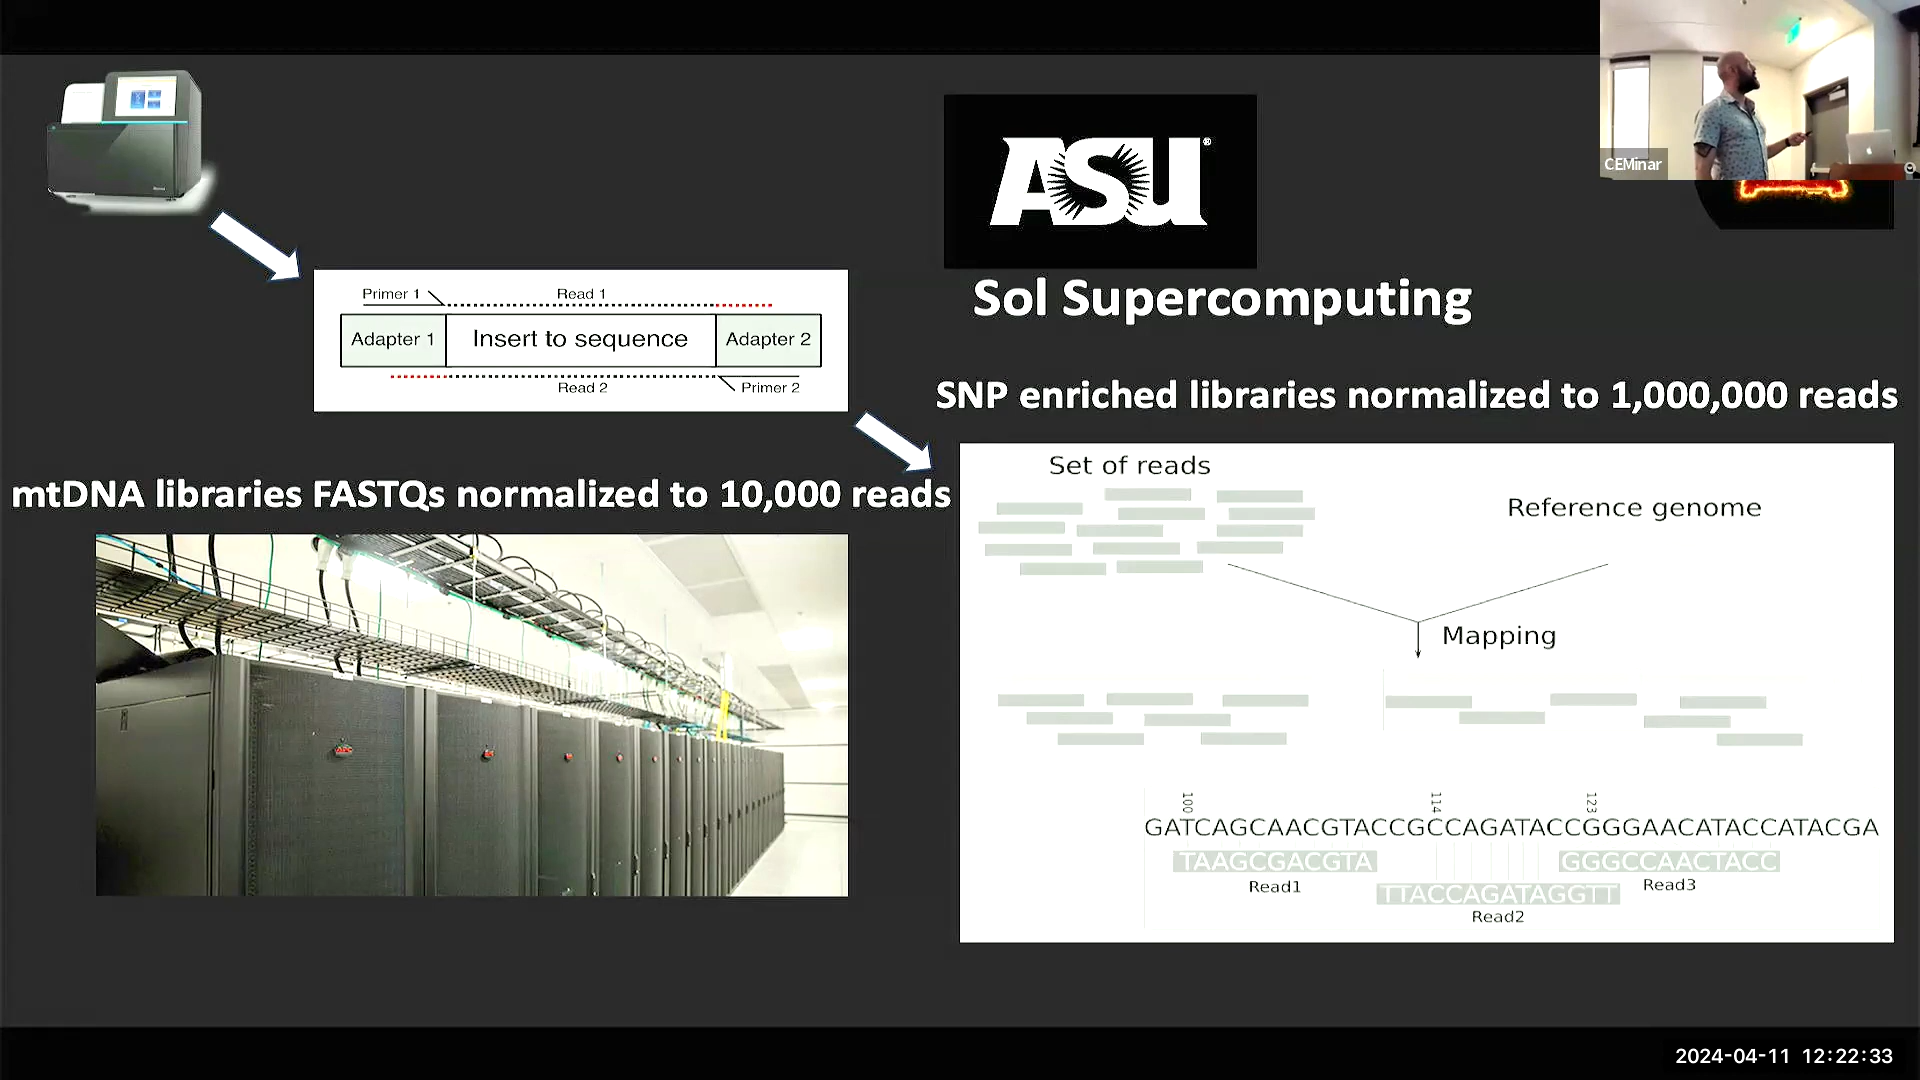 CEMinar
ASU®
Sol Supercomputing
Primer 1
Read 1
Adapter 1
Insert to sequence
Adapter 2
Read 2
Primer 2
SNP enriched libraries normalized to 1,000,000 reads
mtDNA libraries FASTQs normalized to 10,000 reads
Set of reads
Reference genome
Mapping
100
114
123
GATCAGCAACGTACCGCCAGATACCGGGAACATACCATACGA
TAAGCGACGTA
GGGCCAACTACC
Read1
Read3
TTACCAGATAGGTT
Read2
2024-04-11 12:22:33